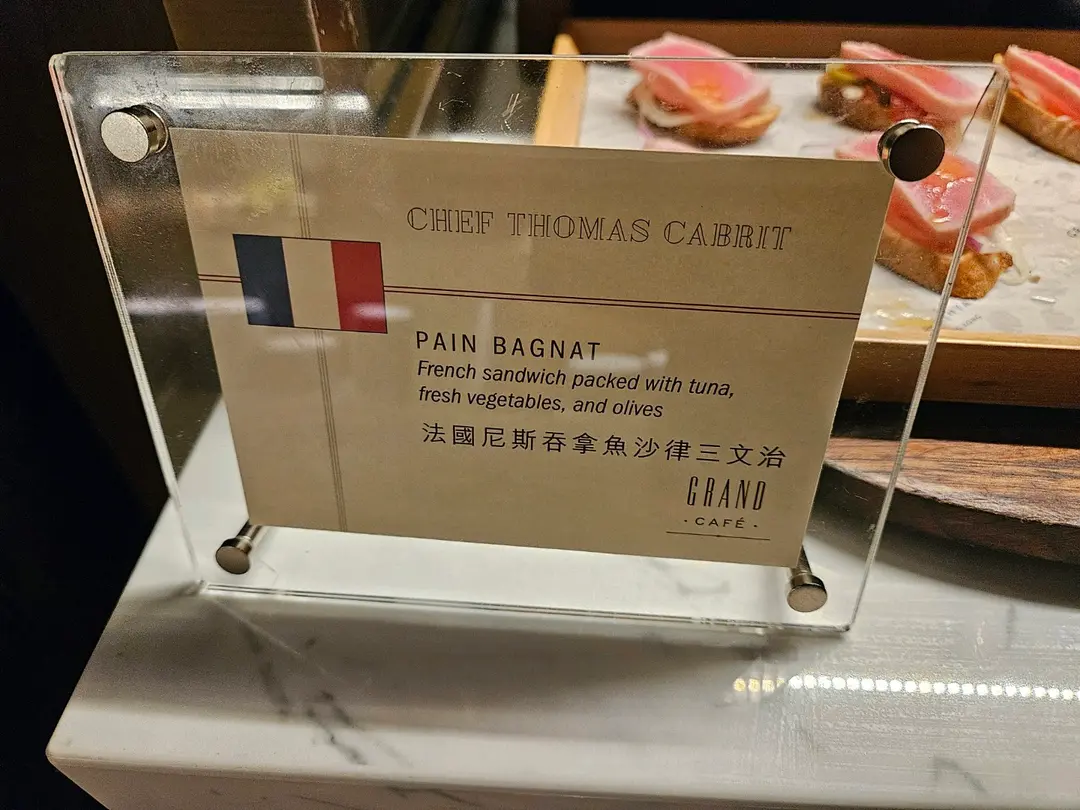 CHEF THOMAS CABRIT
PAIN BAGNAT
French sandwich packed with tuna,
fresh vegetables, and olives
法國尼斯吞拿魚沙律三文治
GRAND
· CAFÉ ·